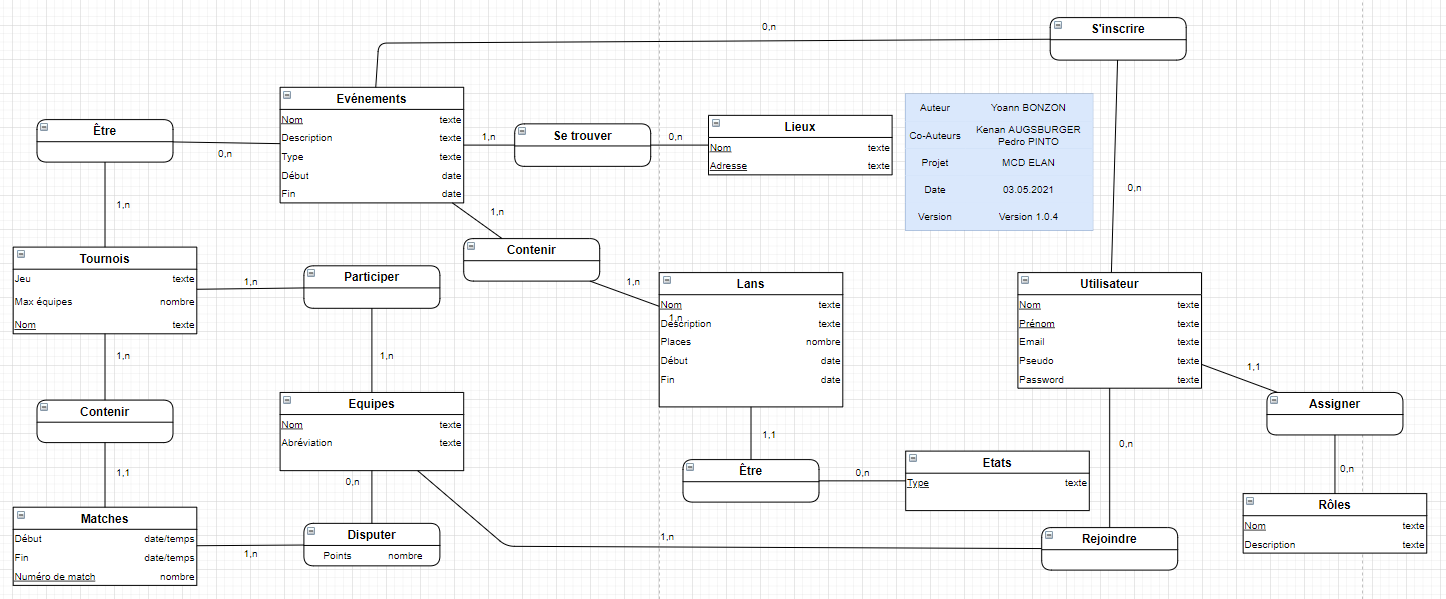 0,n
S'inscrire
Evénements
Nom texte
Description texte
Type texte
Début date
Fin date
Être
0,n
1,n
1,n
Se trouver
0,n
Lieux
Nom texte
Adresse texte
Auteur Yoann BONZON
Co-Auteurs Kenan AUGSBURGER
Pedro PINTO
Projet MCD ELAN
Date 03.05.2021
Version Version 1.0.4
0,n
1,n
Contenir
1,n
Tournois
Jeu texte
Max équipes nombre
Nom texte
1,n
Participer
1,n
Lans
Nom texte
1,n
Description texte
Places nombre
Début date
Fin date
Utilisateur
Nom texte
Prénom texte
Email texte
Pseudo texte
Password texte
1,n
Contenir
1,1
Equipes
Nom texte
Abréviation texte
1,1
Assigner
0,n
Rôles
Nom texte
Description texte
1,1
Être
0,n
Etats
Type texte
0,n
0,n
Matches
Début date/temps
Fin date/temps
Numéro de match nombre
1,n
Disputer
Points nombre
1,n
Rejoindre